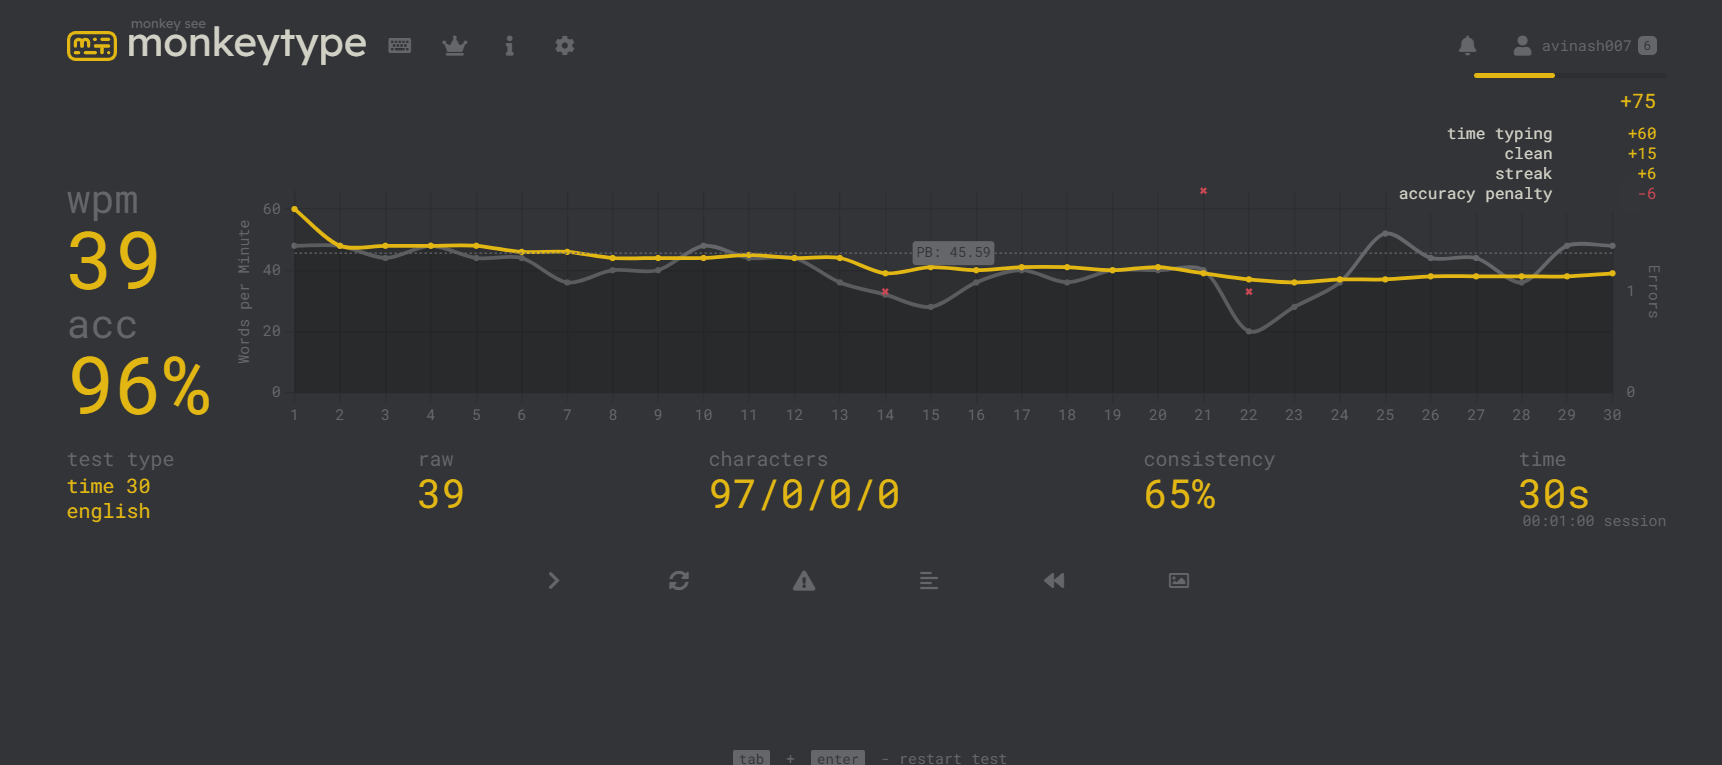 monkey see
monkeytype
avinash007 6
+75
time typing +60
clean +15
streak +6
accuracy penalty -6
wpm
39
acc
96%
Words per Minute
60
40
20
0
PB: 45.59
Errors
1
0
1 2 3 4 5 6 7 8 9 10 11 12 13 14 15 16 17 18 19 20 21 22 23 24 25 26 27 28 29 30
test type
time 30
english
raw
39
characters
97/0/0/0
consistency
65%
time
30s
00:01:00 session
tab + enter - restart test